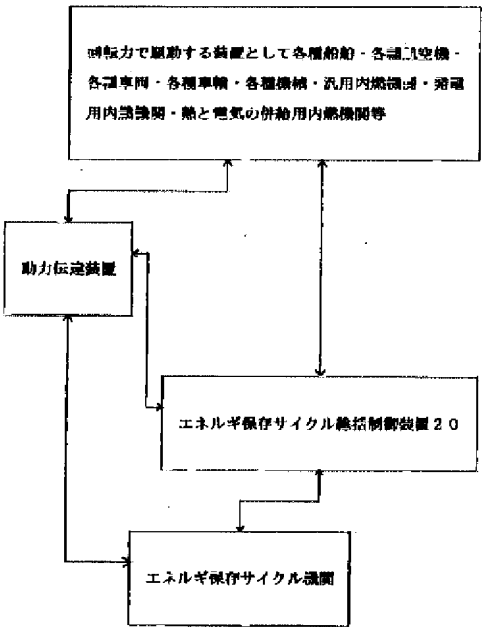 回転力で駆動する装置として各種船舶・各種航空機・
各種車両・各種車輪・各種機械・汎用内燃機関・発電
用内燃機関・熱と電気の併給用内燃機関等
動力伝達装置
エネルギ保存サイクル総括制御装置20
エネルギ保存サイクル機関